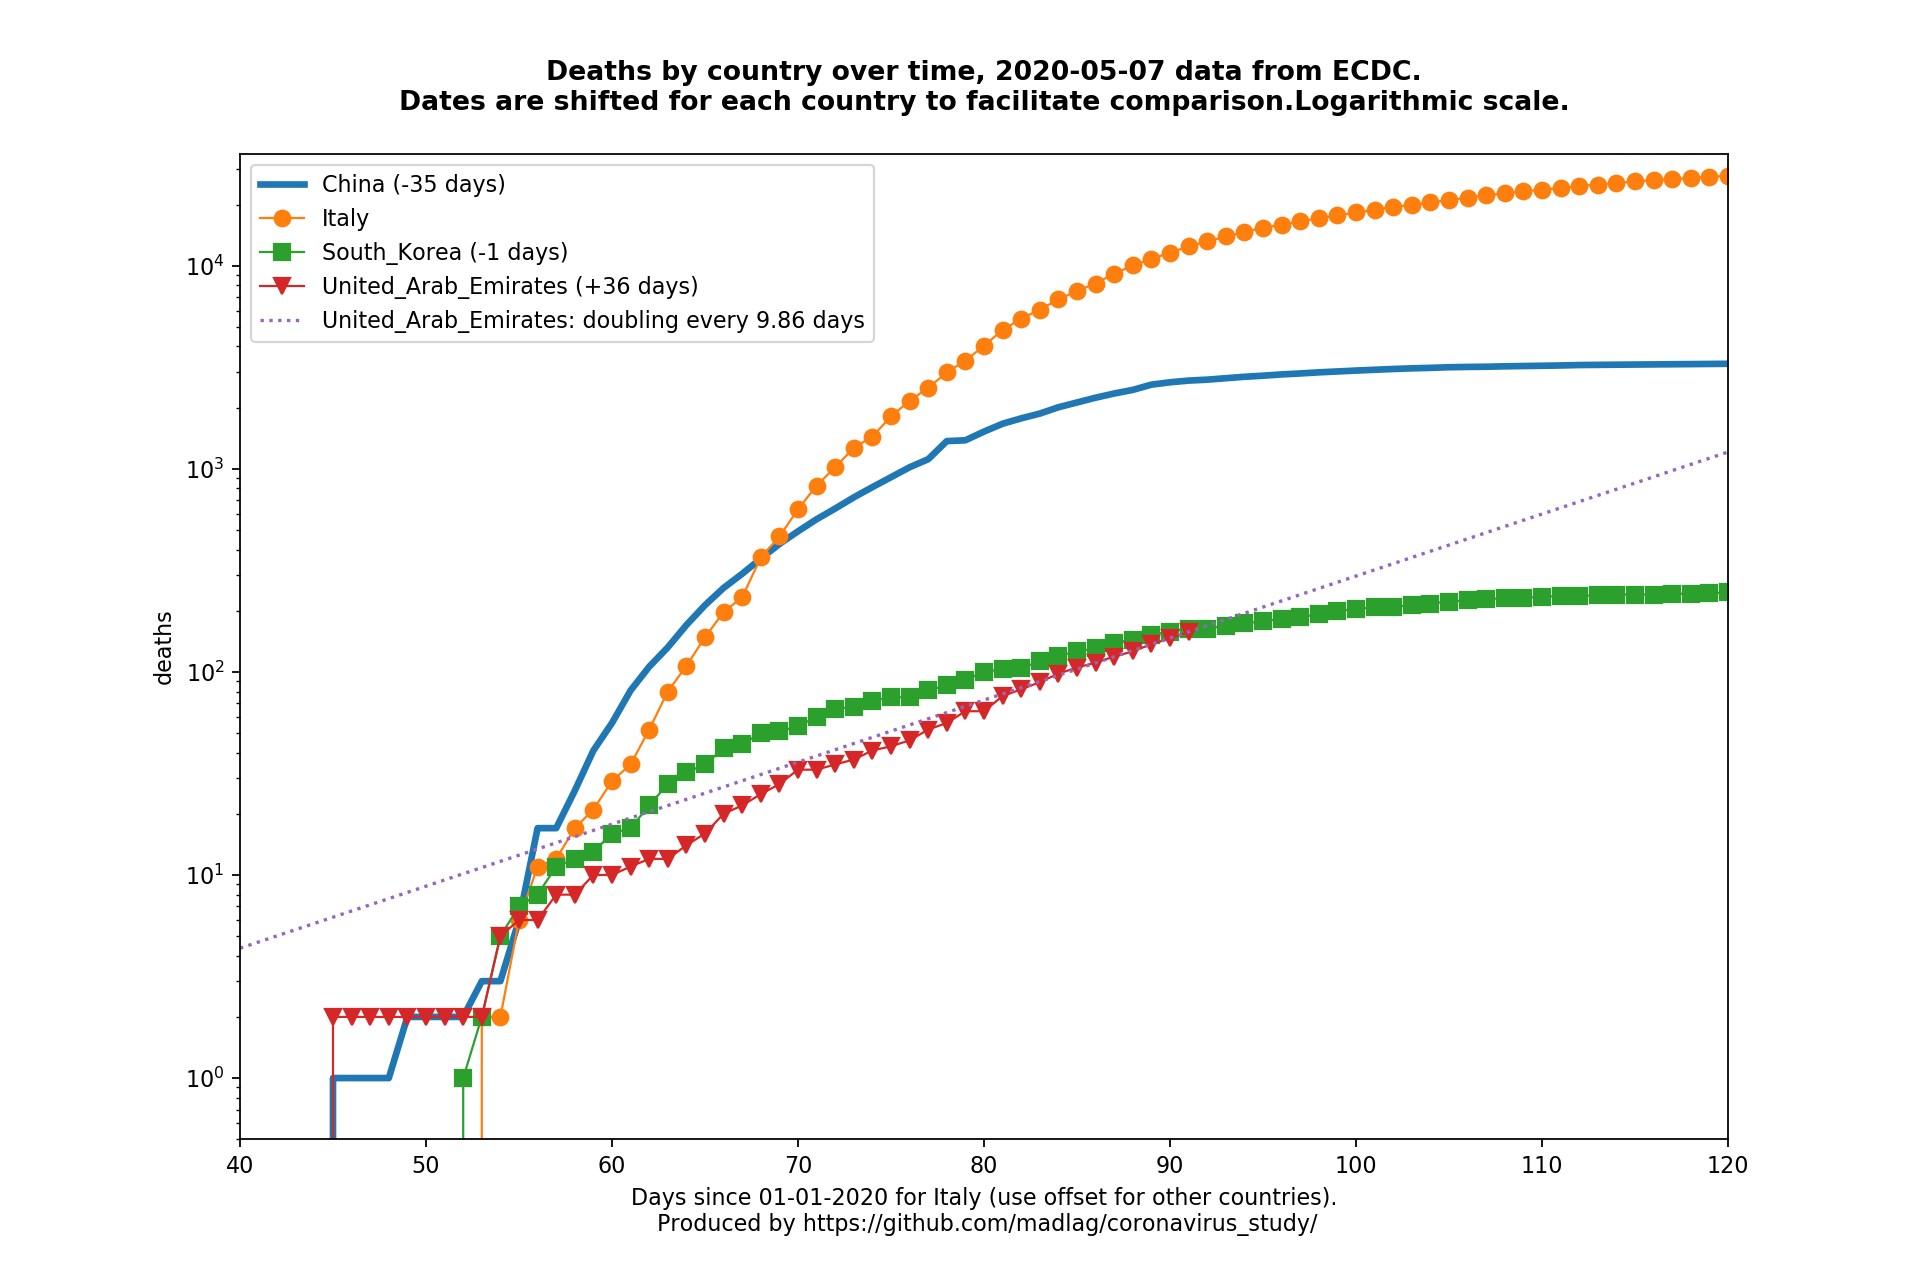 Deaths by country over time, 2020-05-07 data from ECDC.
Dates are shifted for each country to facilitate comparison.Logarithmic scale.
China (-35 days)
Italy
South_Korea (-1 days)
United_Arab_Emirates (+36 days)
United_Arab_Emirates: doubling every 9.86 days
deaths
10⁴
10³
10²
10¹
10⁰
40 50 60 70 80 90 100 110 120
Days since 01-01-2020 for Italy (use offset for other countries).
Produced by https://github.com/madlag/coronavirus_study/